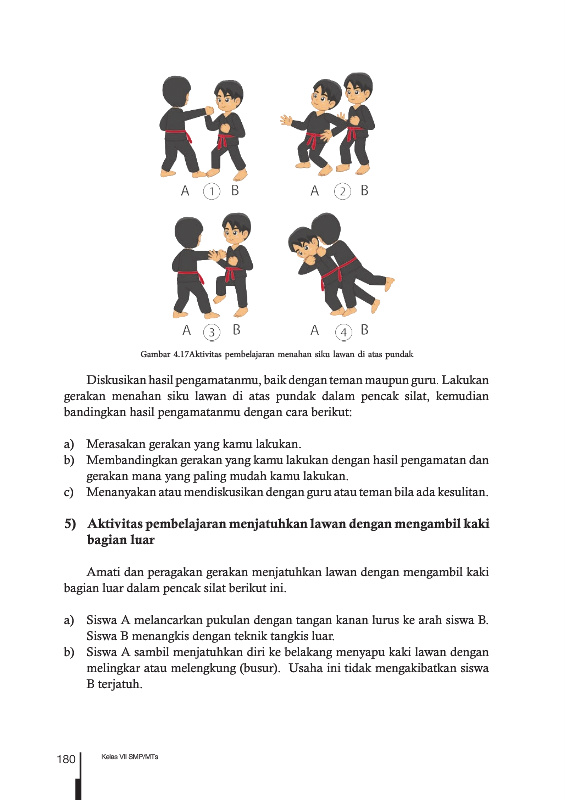 A 1 B
A 2 B
A 3 B
A 4 B
Gambar 4.17Aktivitas pembelajaran menahan siku lawan di atas pundak
Diskusikan hasil pengamatanmu, baik dengan teman maupun guru. Lakukan
gerakan menahan siku lawan di atas pundak dalam pencak silat, kemudian
bandingkan hasil pengamatanmu dengan cara berikut:
a) Merasakan gerakan yang kamu lakukan.
b) Membandingkan gerakan yang kamu lakukan dengan hasil pengamatan dan
gerakan mana yang paling mudah kamu lakukan.
c) Menanyakan atau mendiskusikan dengan guru atau teman bila ada kesulitan.
5) Aktivitas pembelajaran menjatuhkan lawan dengan mengambil kaki
bagian luar
Amati dan peragakan gerakan menjatuhkan lawan dengan mengambil kaki
bagian luar dalam pencak silat berikut ini.
a) Siswa A melancarkan pukulan dengan tangan kanan lurus ke arah siswa B.
Siswa B menangkis dengan teknik tangkis luar.
b) Siswa A sambil menjatuhkan diri ke belakang menyapu kaki lawan dengan
melingkar atau melengkung (busur). Usaha ini tidak mengakibatkan siswa
B terjatuh.
180 Kelas VII SMP/MTs